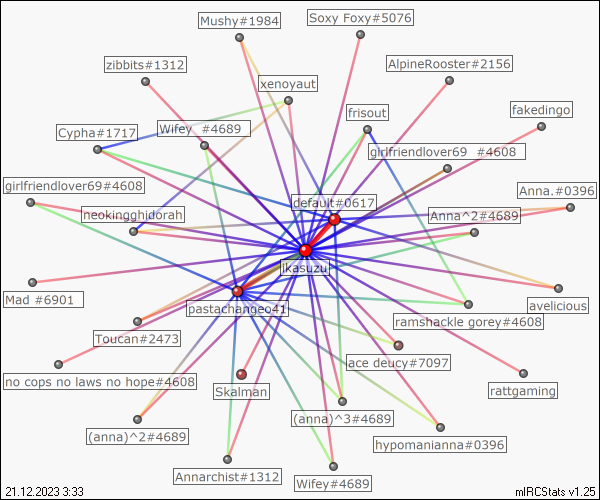 Mushy#1984
Soxy Foxy#5076
zibbits#1312
AlpineRooster#2156
xenoyaut
frisout
fakedingo
Cypha#1717
Wifey_ #4689
girlfriendlover69  #4608
girlfriendlover69#4608
default#0617
Anna.#0396
neokingghidorah
Anna^2#4689
ikasuzu
Mad #6901
pastachangeo41
avelicious
ramshackle gorey#4608
Toucan#2473
ace deucy#7097
no cops no laws no hope#4608
Skalman
rattgaming
(anna)^3#4689
(anna)^2#4689
hypomanianna#0396
Annarchist#1312
Wifey#4689
21.12.2023 3:33
mIRCStats v1.25